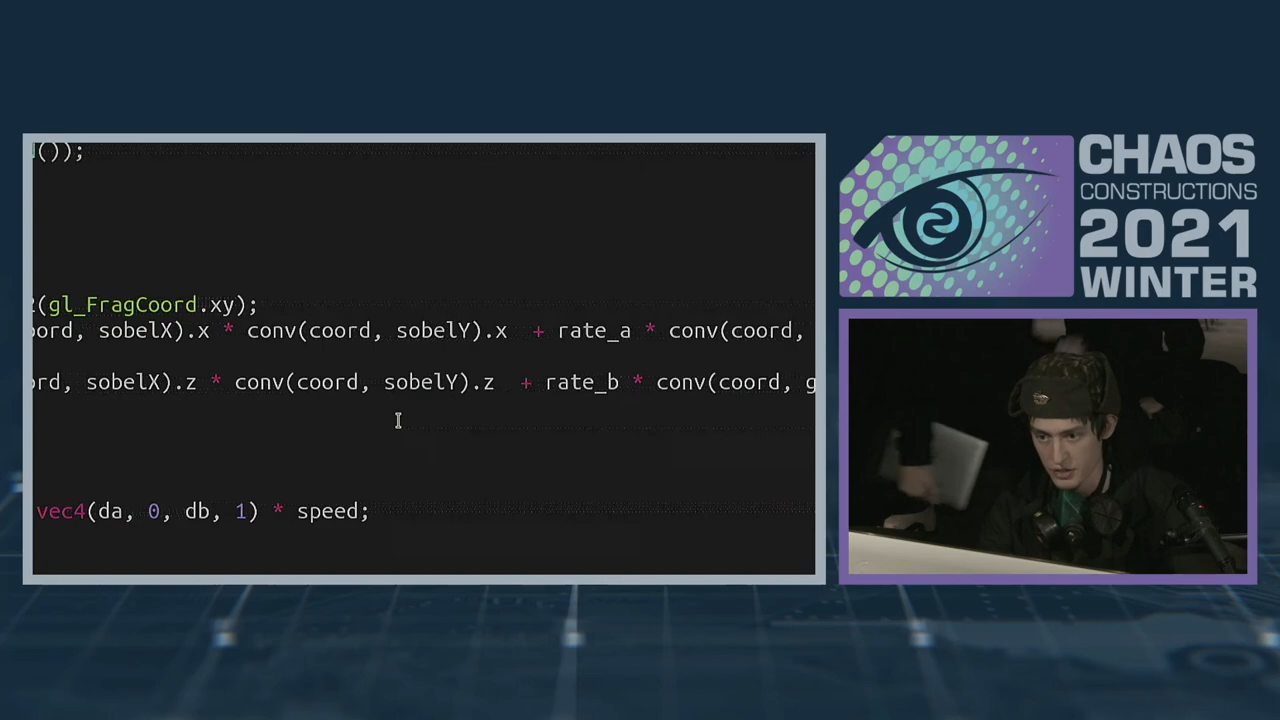 ());
(gl_FragCoord.xy);
ord, sobelX).x * conv(coord, sobelY).x + rate_a * conv(coord,
rd, sobelX).z * conv(coord, sobelY).z + rate_b * conv(coord, g
vec4(da, 0, db, 1) * speed;
CHAOS
CONSTRUCTIONS
2021
WINTER